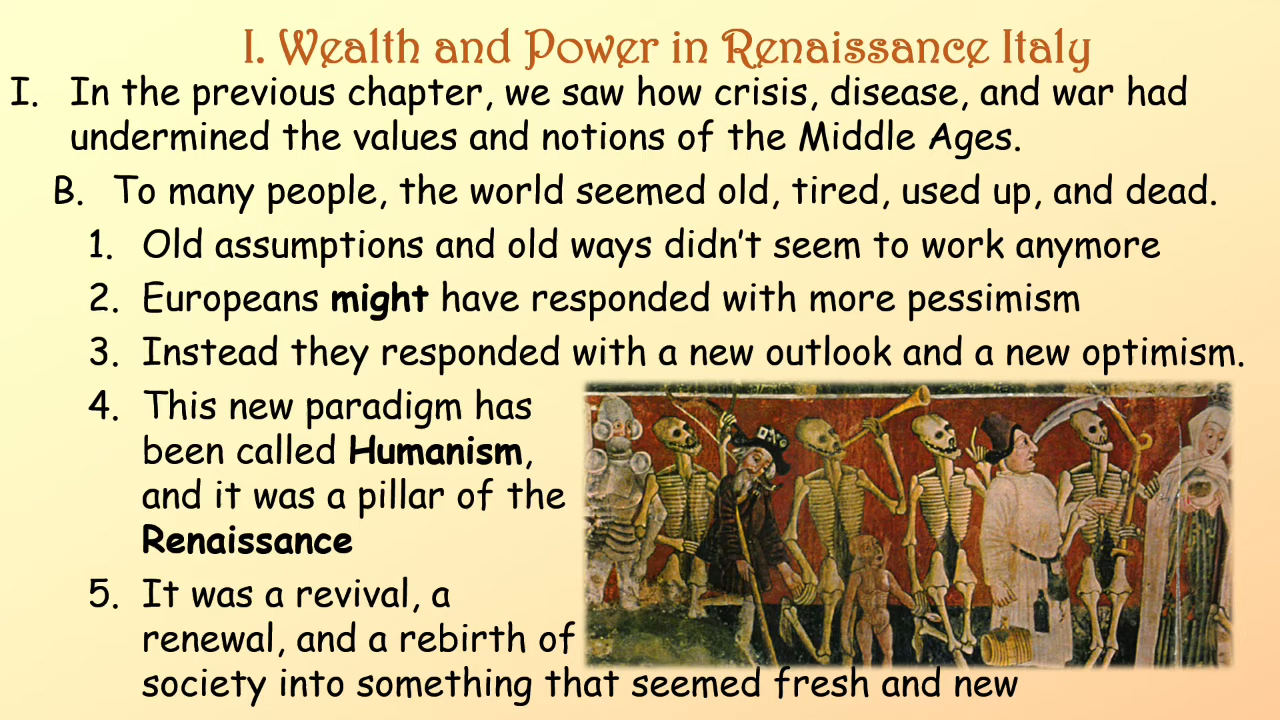 I. Wealth and Power in Renaissance Italy
I. In the previous chapter, we saw how crisis, disease, and war had
undermined the values and notions of the Middle Ages.
B. To many people, the world seemed old, tired, used up, and dead.
1. Old assumptions and old ways didn’t seem to work anymore
2. Europeans might have responded with more pessimism
3. Instead they responded with a new outlook and a new optimism.
4. This new paradigm has
been called Humanism,
and it was a pillar of the
Renaissance
5. It was a revival, a
renewal, and a rebirth of
society into something that seemed fresh and new